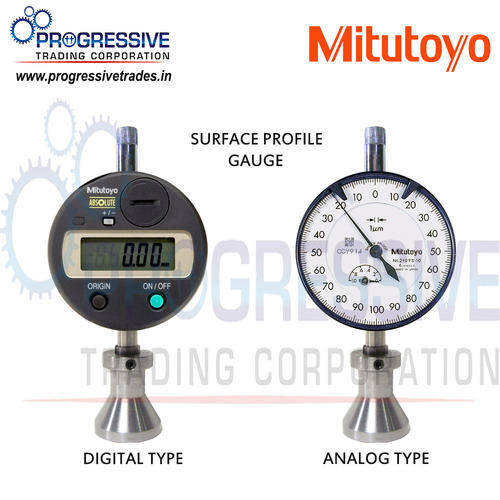 PROGRESSIVE
TRADING CORPORATION
www.progressivetrades.in
Mitutoyo
SURFACE PROFILE
GAUGE
Mitutoyo
ABSOLUTE
+/−
0.00
ORIGIN
ON/OFF
20 10 0 10 20
30 30
40 40
50 50
60 60
70 70
80 80
90 100 90
1µm
Mitutoyo
PROGRESSIVE
TRADING CORPORATION
DIGITAL TYPE
ANALOG TYPE